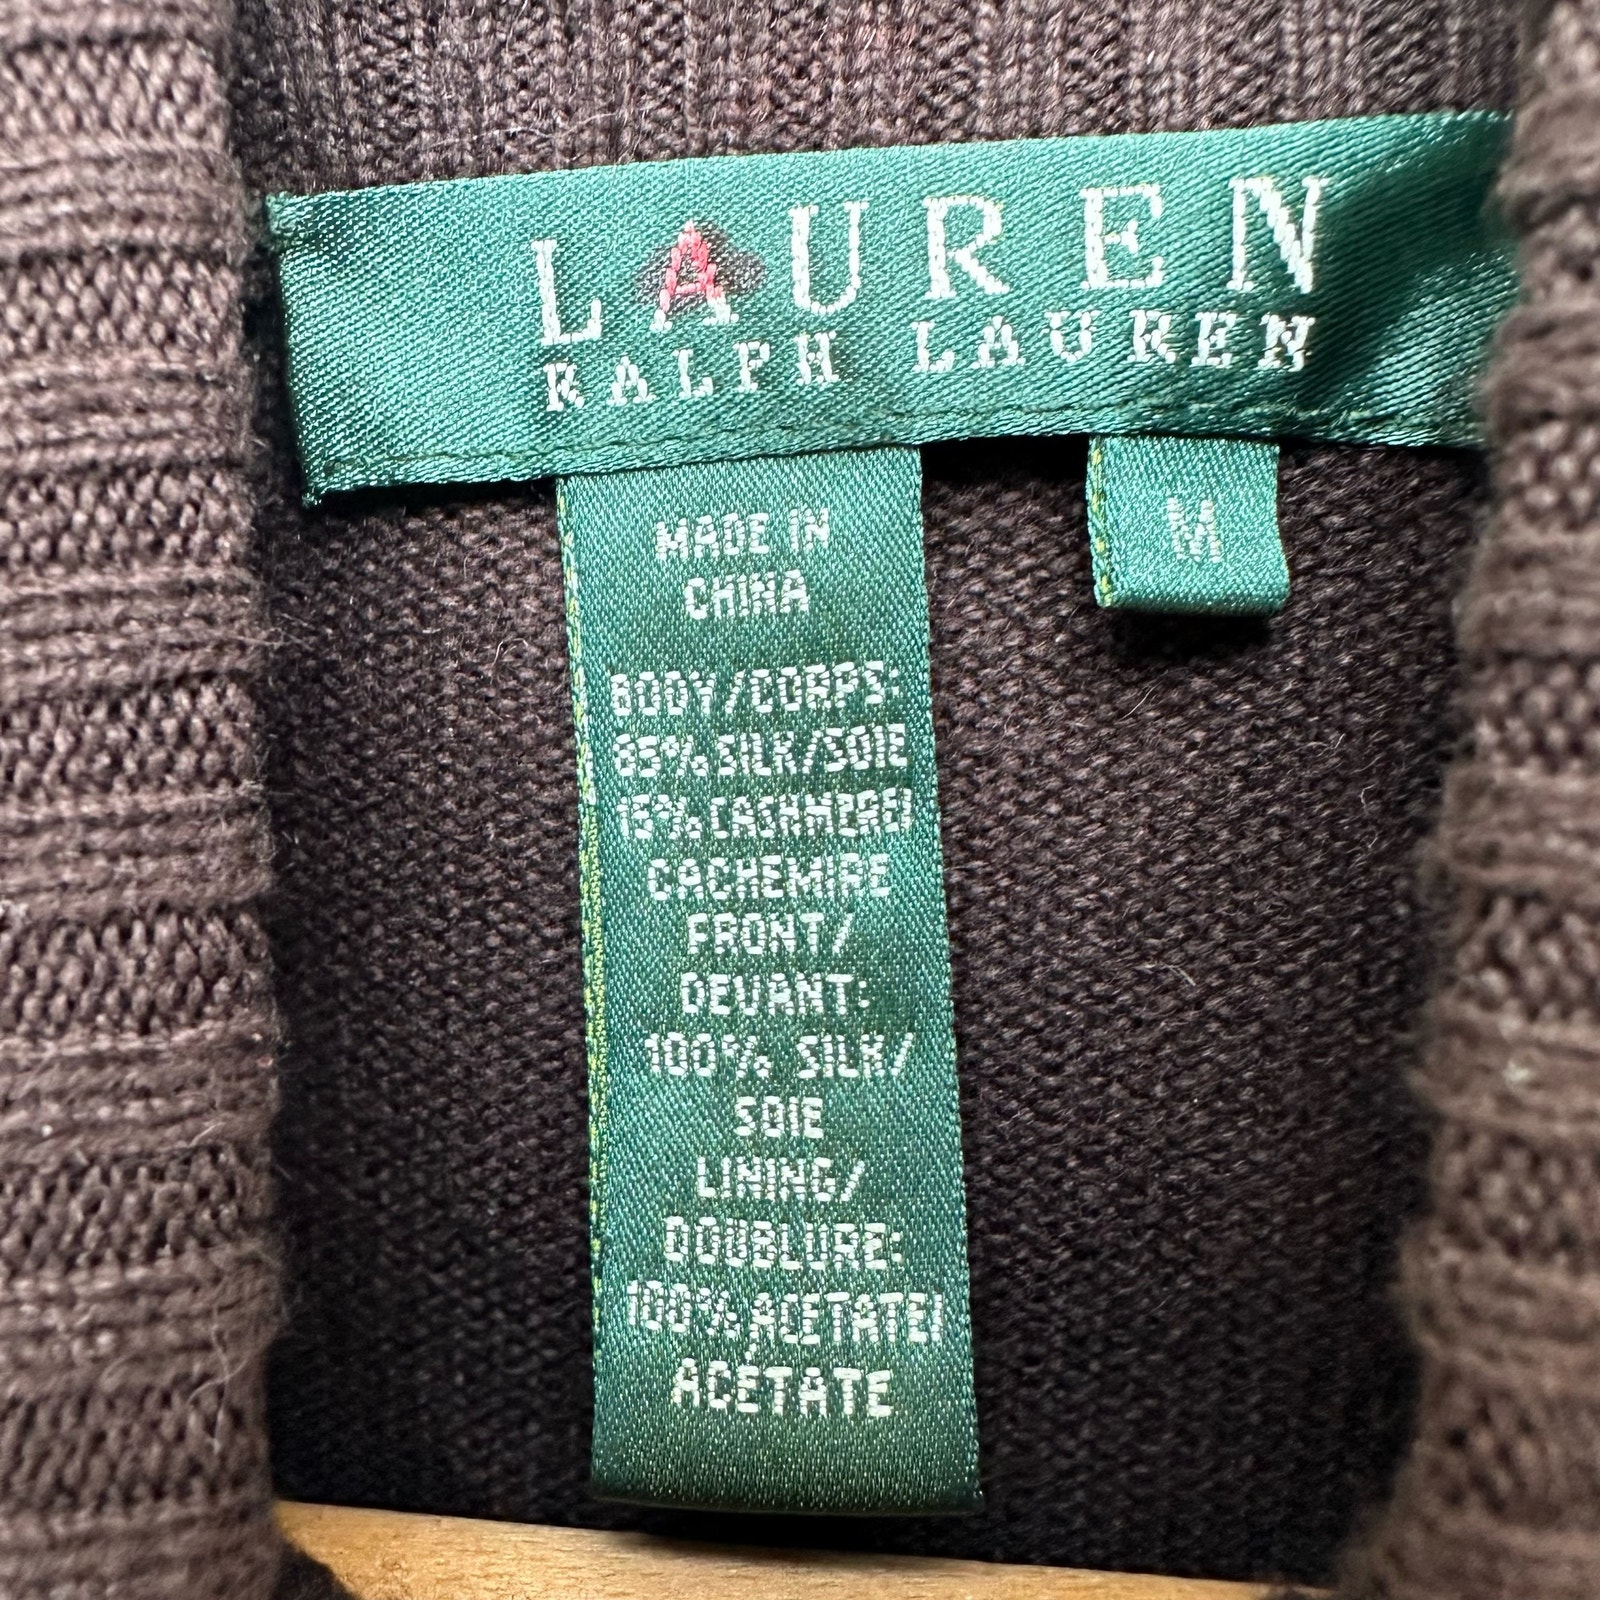 LAUREN
RALPH LAUREN
M
MADE IN
CHINA
BODY/CORPS:
85% SILK/SOIE
15% CASHMERE/
CACHEMIRE
FRONT/
DEVANT:
100% SILK/
SOIE
LINING/
DOUBLURE:
100% ACETATE/
ACÉTATE